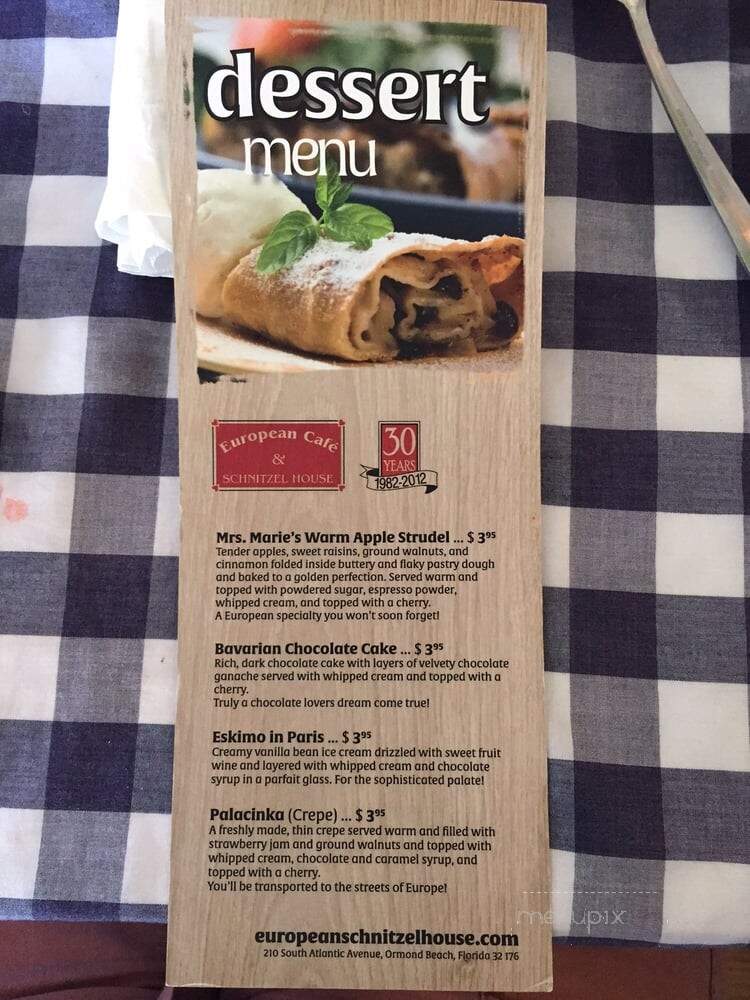 dessert
menu
European Café
&
SCHNITZEL HOUSE
30
YEARS
1982-2012
Mrs. Marie's Warm Apple Strudel ... $ 3⁹⁵
Tender apples, sweet raisins, ground walnuts, and
cinnamon folded inside buttery and flaky pastry dough
and baked to a golden perfection. Served warm and
topped with powdered sugar, espresso powder,
whipped cream, and topped with a cherry.
A European specialty you won't soon forget!
Bavarian Chocolate Cake ... $ 3⁹⁵
Rich, dark chocolate cake with layers of velvety chocolate
ganache served with whipped cream and topped with a
cherry.
Truly a chocolate lovers dream come true!
Eskimo in Paris ... $ 3⁹⁵
Creamy vanilla bean ice cream drizzled with sweet fruit
wine and layered with whipped cream and chocolate
syrup in a parfait glass. For the sophisticated palate!
Palacinka (Crepe) ... $ 3⁹⁵
A freshly made, thin crepe served warm and filled with
strawberry jam and ground walnuts and topped with
whipped cream, chocolate and caramel syrup, and
topped with a cherry.
You'll be transported to the streets of Europe!
menupix
europeanschnitzelhouse.com
210 South Atlantic Avenue, Ormond Beach, Florida 32176